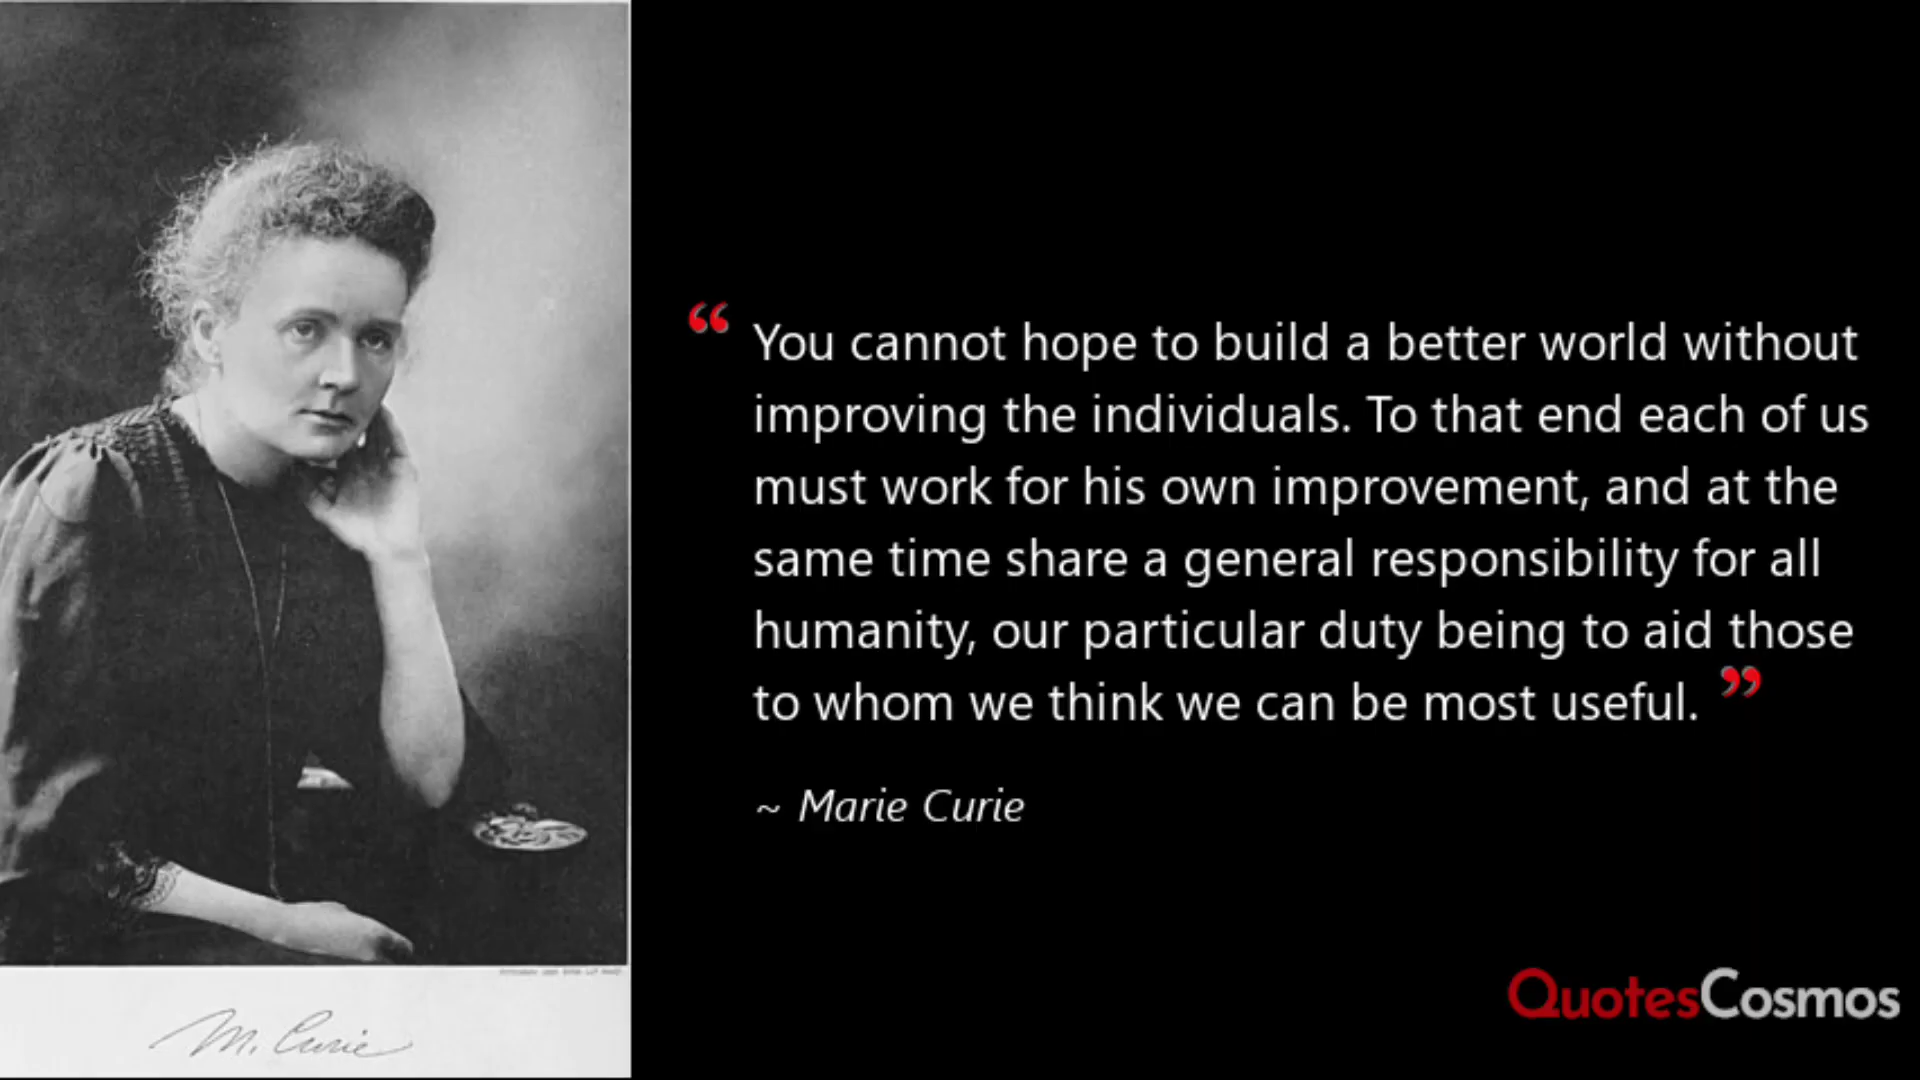 “ You cannot hope to build a better world without
improving the individuals. To that end each of us
must work for his own improvement, and at the
same time share a general responsibility for all
humanity, our particular duty being to aid those
to whom we think we can be most useful. ”
~ Marie Curie
M. Curie
QuotesCosmos